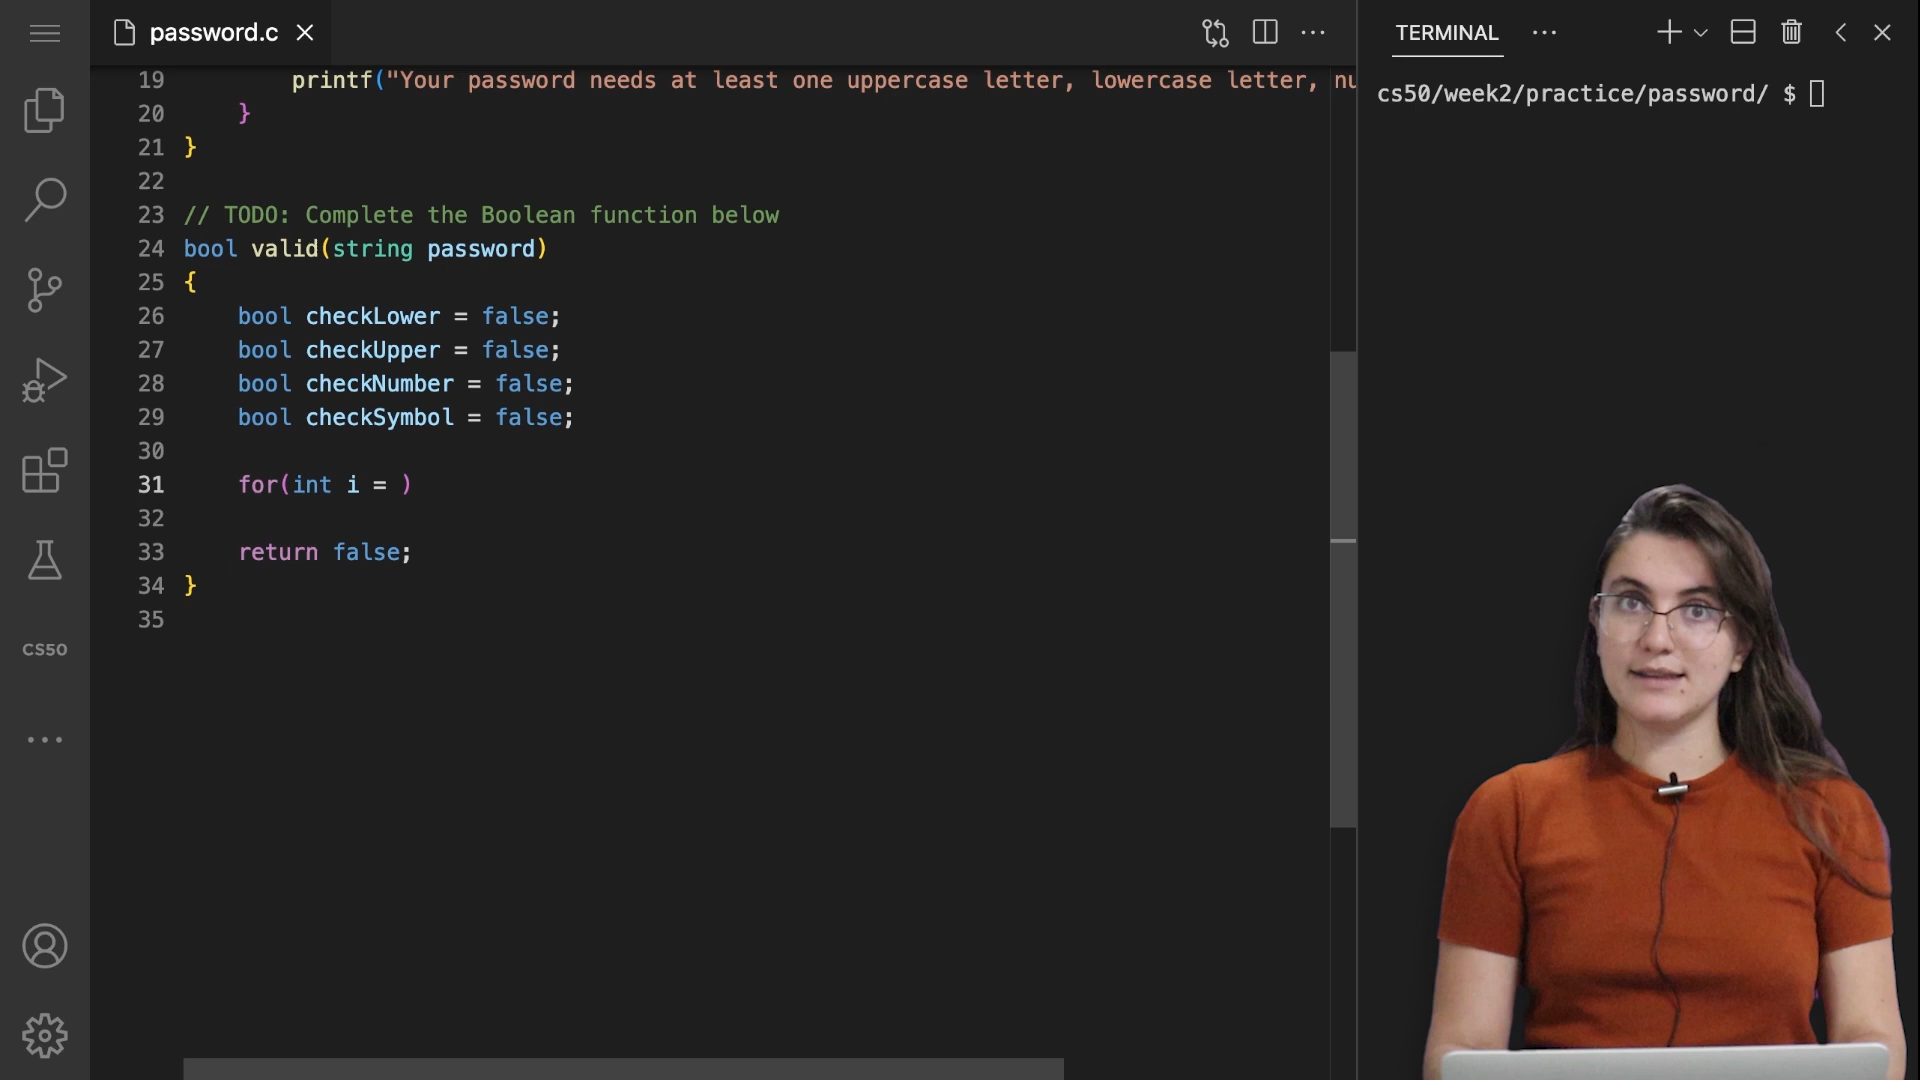 password.c
TERMINAL
cs50/week2/practice/password/ $
19 printf("Your password needs at least one uppercase letter, lowercase letter, nu
20 }
21 }
22
23 // TODO: Complete the Boolean function below
24 bool valid(string password)
25 {
26 bool checkLower = false;
27 bool checkUpper = false;
28 bool checkNumber = false;
29 bool checkSymbol = false;
30
31 for(int i = )
32
33 return false;
34 }
35
CS50